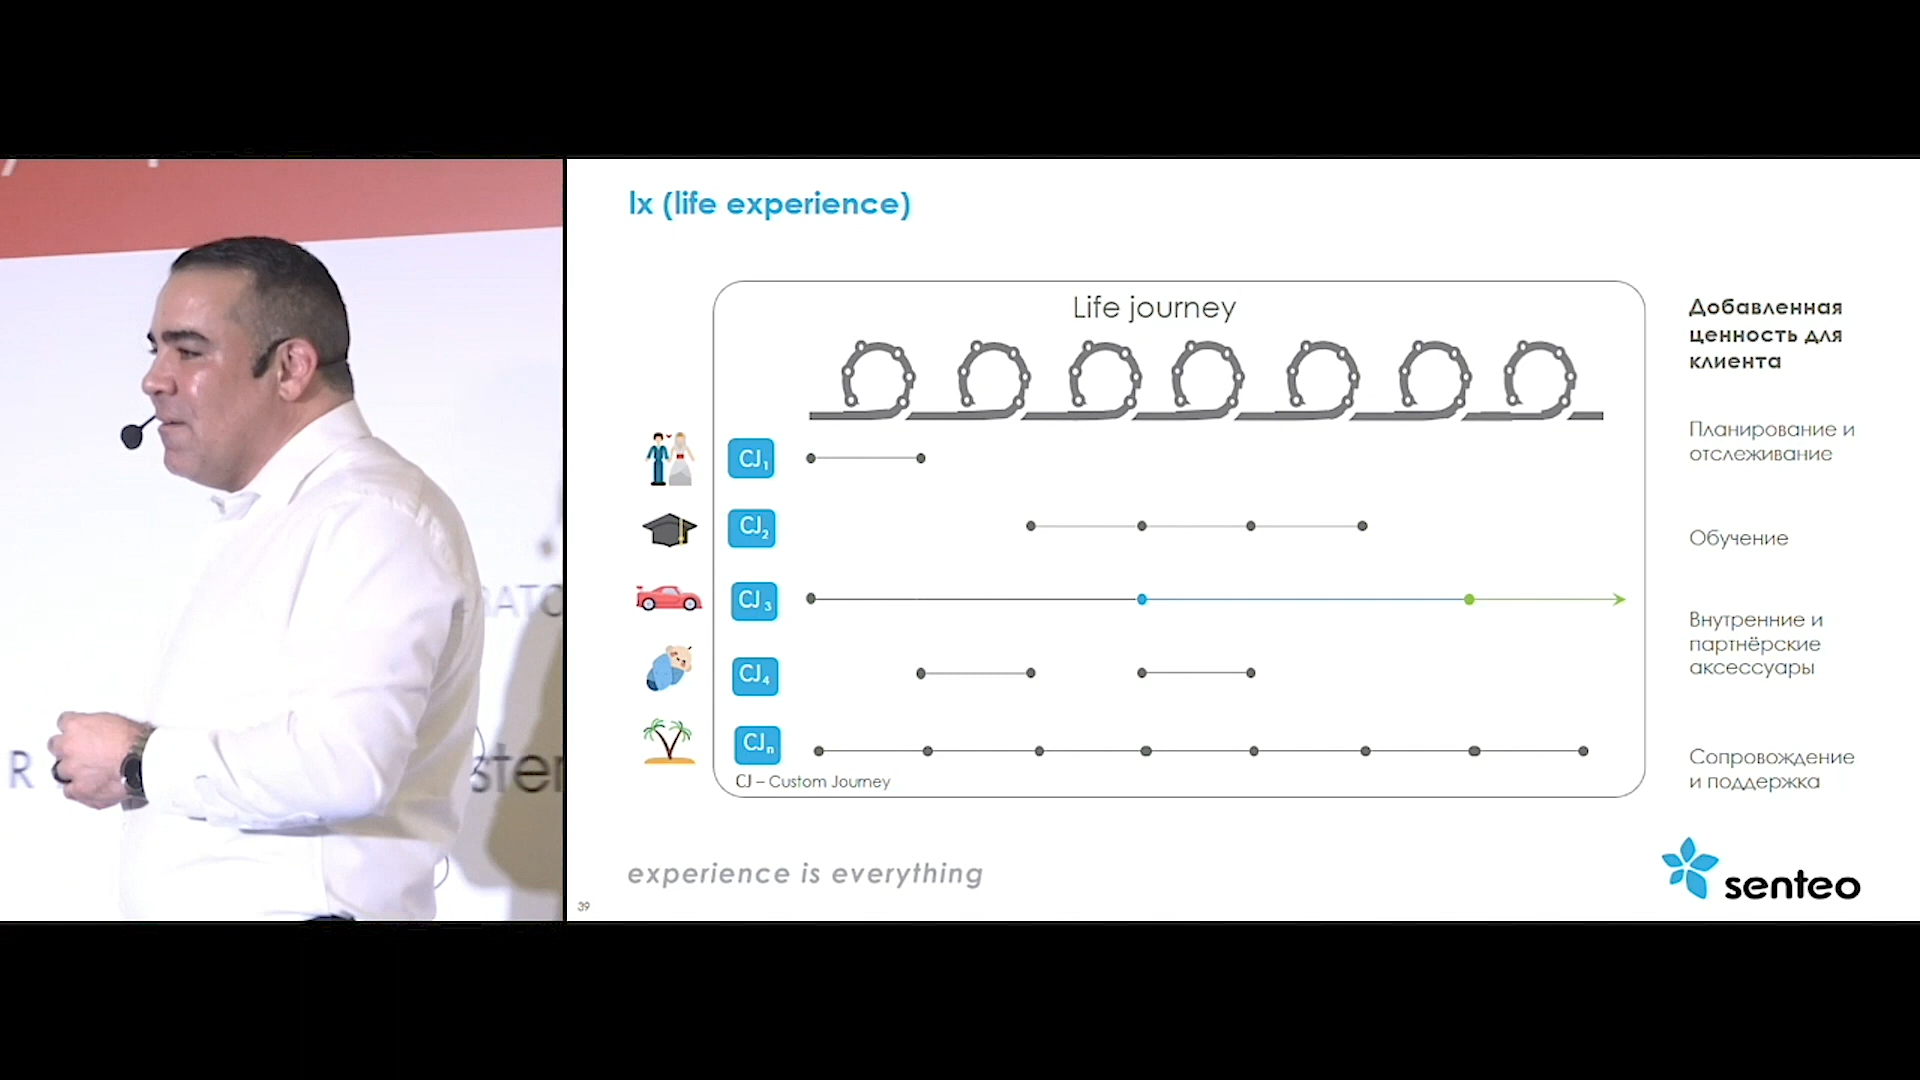 lx (life experience)
Life journey
CJ1
CJ2
CJ3
CJ4
CJn
CJ – Custom Journey
Добавленная
ценность для
клиента
Планирование и
отслеживание
Обучение
Внутренние и
партнёрские
аксессуары
Сопровождение
и поддержка
experience is everything
senteo
39
R
ster